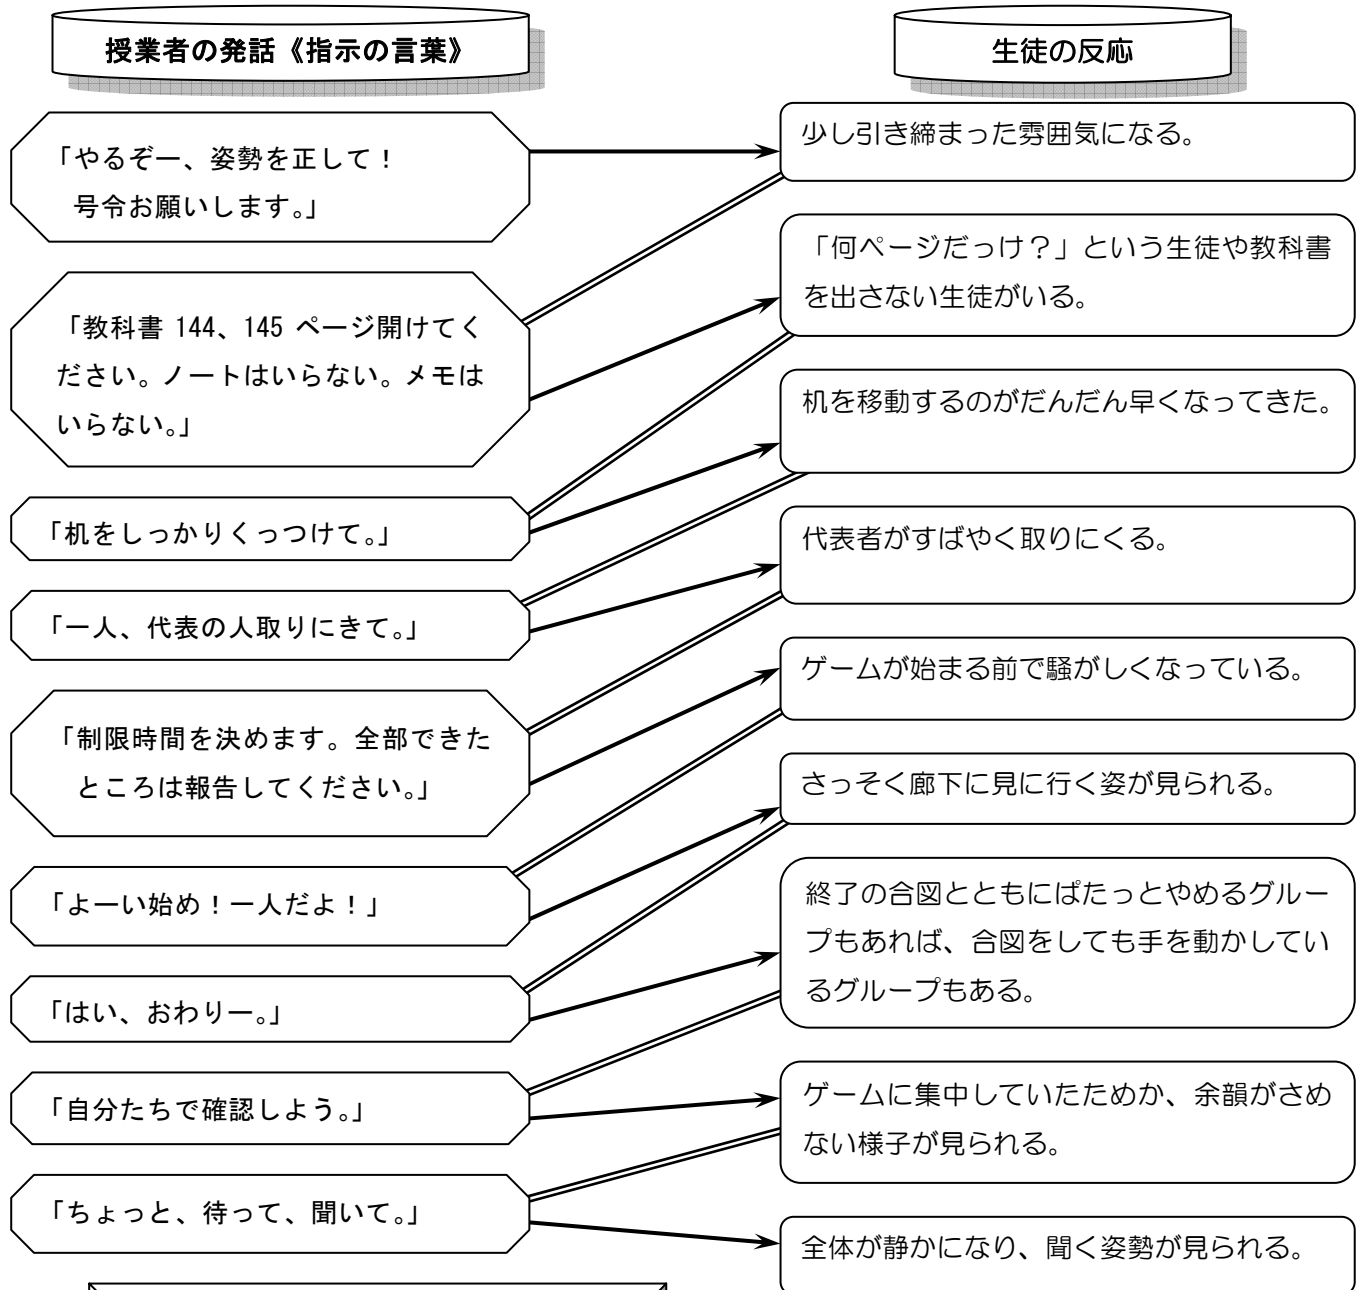 授業者の発話《指示の言葉》
生徒の反応
「やるぞー、姿勢を正して！
号令お願いします。」
少し引き締まった雰囲気になる。
「教科書 144、145 ページ開けてく
ださい。ノートはいらない。メモは
いらない。」
「何ページだっけ？」という生徒や教科書
を出さない生徒がいる。
「机をしっかりくっつけて。」
机を移動するのがだんだん早くなってきた。
「一人、代表の人取りにきて。」
代表者がすばやく取りにくる。
「制限時間を決めます。全部できた
ところは報告してください。」
ゲームが始まる前で騒がしくなっている。
「よーい始め！一人だよ！」
さっそく廊下に見に行く姿が見られる。
「はい、おわりー。」
終了の合図とともにぱたっとやめるグルー
プもあれば、合図をしても手を動かしてい
るグループもある。
「自分たちで確認しよう。」
ゲームに集中していたためか、余韻がさめ
ない様子が見られる。
「ちょっと、待って、聞いて。」
全体が静かになり、聞く姿勢が見られる。